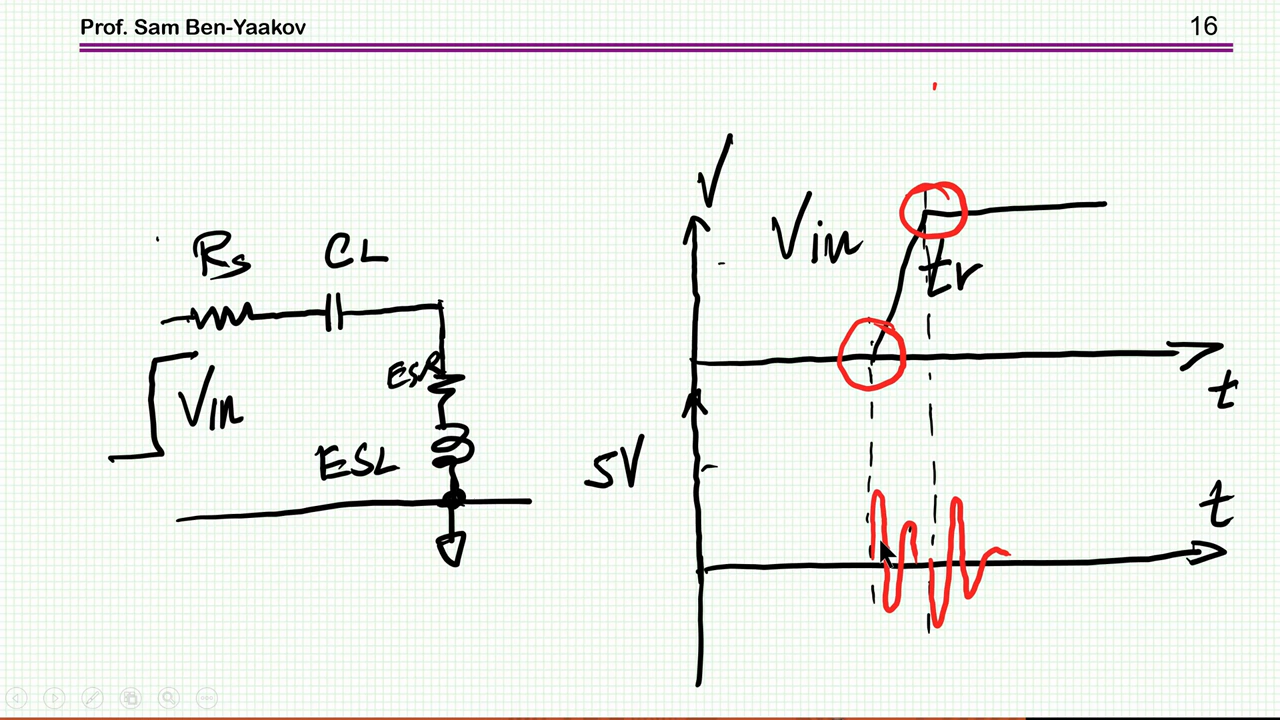 Prof. Sam Ben-Yaakov
16
V
Vin
tr
Rs
CL
ESR
t
VIN
ESL
5V
t